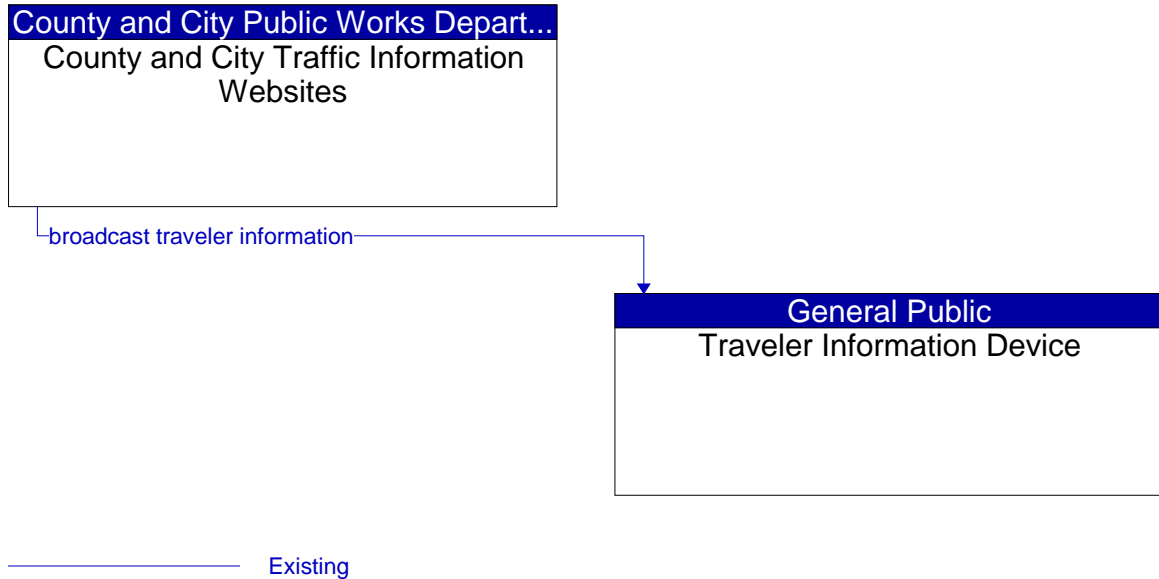 County and City Public Works Depart...
County and City Traffic Information
Websites
broadcast traveler information
General Public
Traveler Information Device
Existing